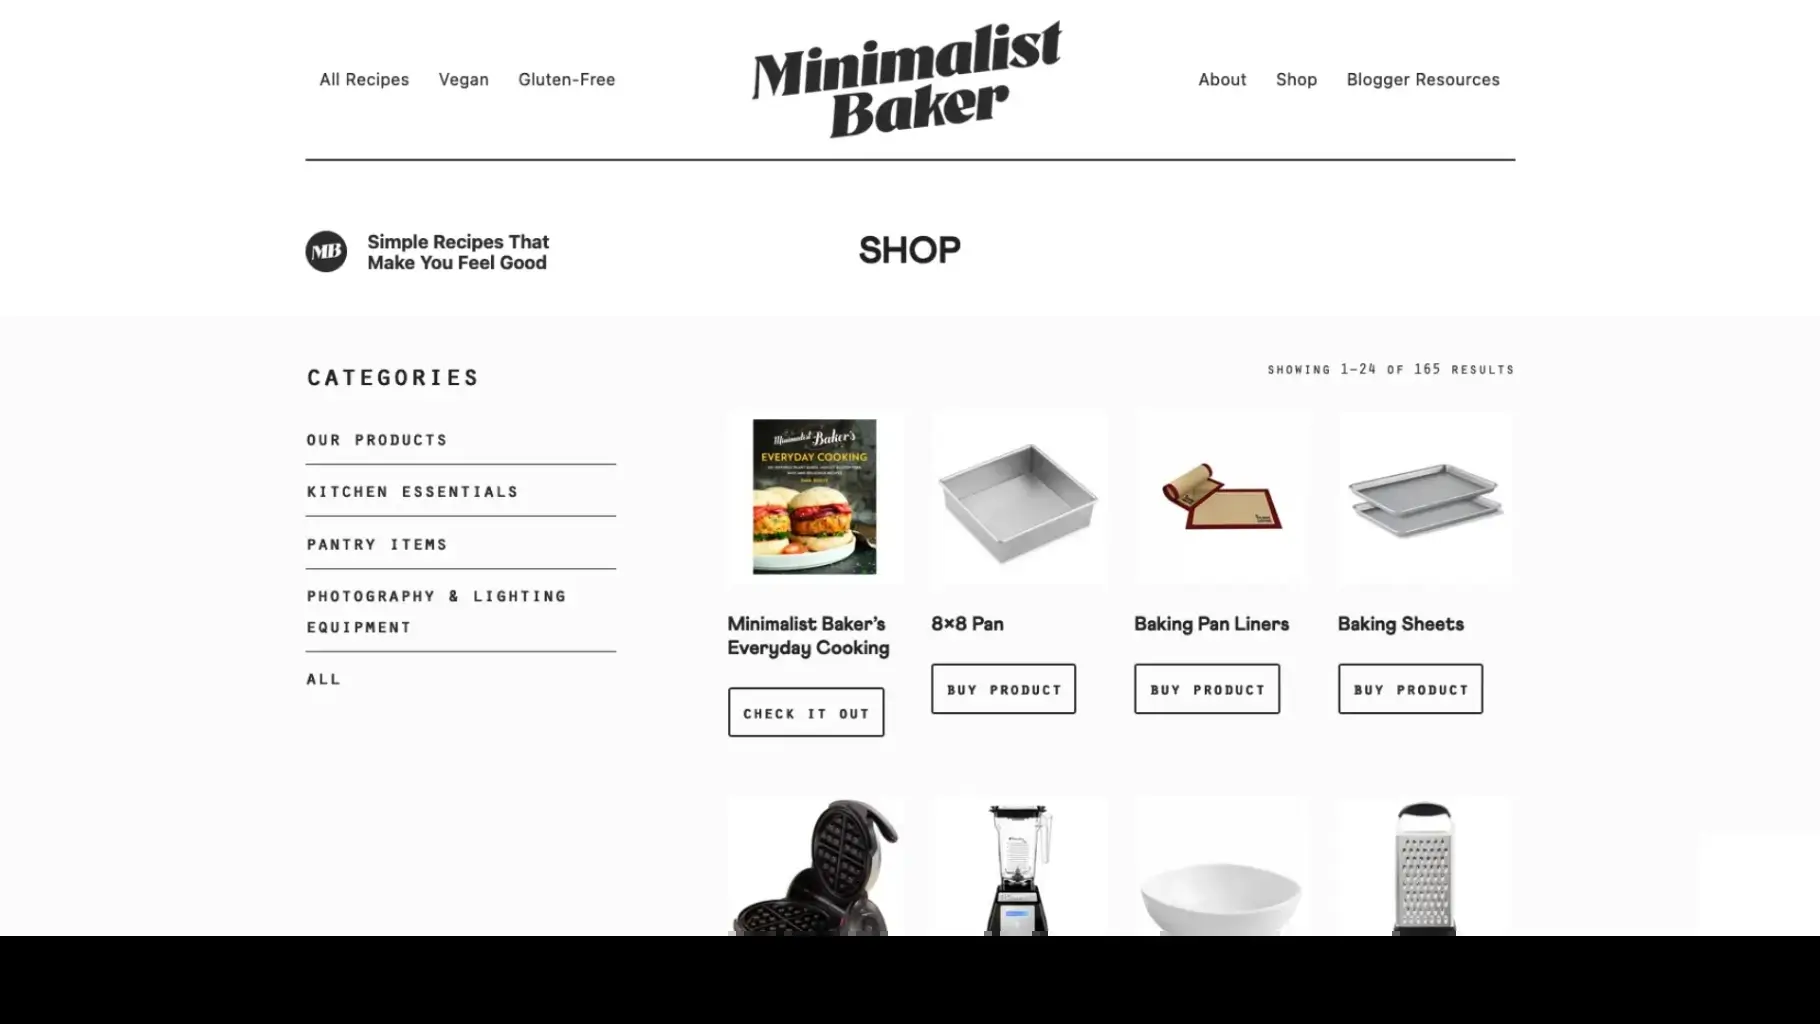 All Recipes Vegan Gluten-Free
Minimalist
Baker
About Shop Blogger Resources
MB
Simple Recipes That
Make You Feel Good
SHOP
CATEGORIES
OUR PRODUCTS
KITCHEN ESSENTIALS
PANTRY ITEMS
PHOTOGRAPHY & LIGHTING
EQUIPMENT
ALL
SHOWING 1–24 OF 165 RESULTS
Minimalist Baker's
EVERYDAY COOKING
Minimalist Baker’s
Everyday Cooking
CHECK IT OUT
8×8 Pan
BUY PRODUCT
Baking Pan Liners
BUY PRODUCT
Baking Sheets
BUY PRODUCT